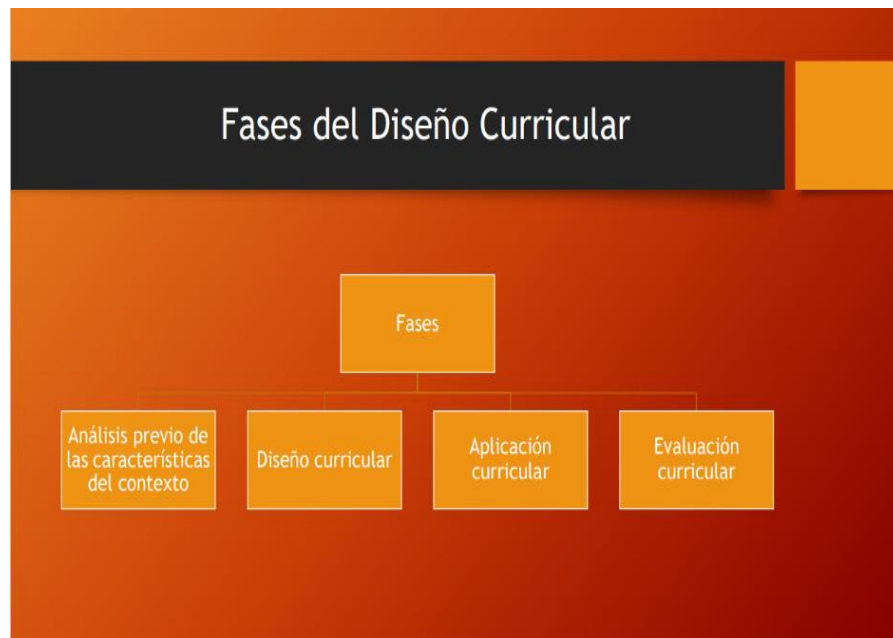 Fases del Diseño Curricular
Fases
Análisis previo de
las características
del contexto
Diseño curricular
Aplicación
curricular
Evaluación
curricular